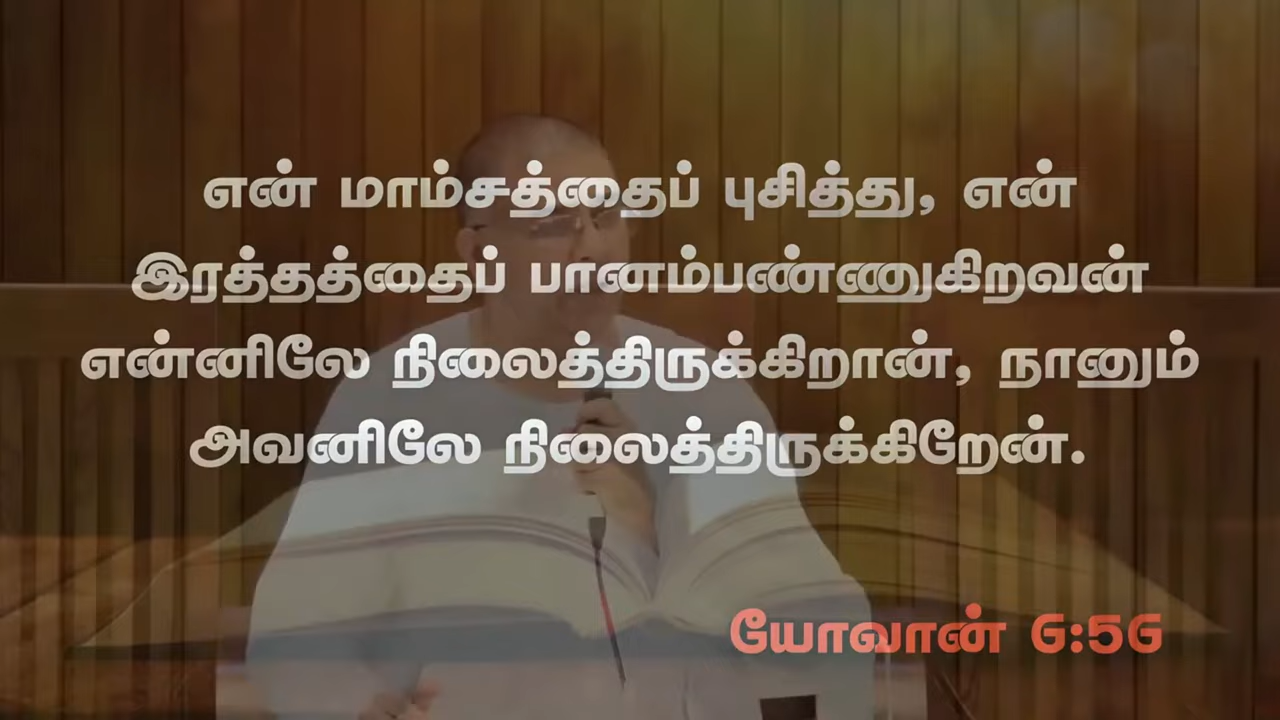 என் மாம்சத்தைப் புசித்து, என்
இரத்தத்தைப் பானம்பண்ணுகிறவன்
என்னிலே நிலைத்திருக்கிறான், நானும்
அவனிலே நிலைத்திருக்கிறேன்.
யோவான் 6:56